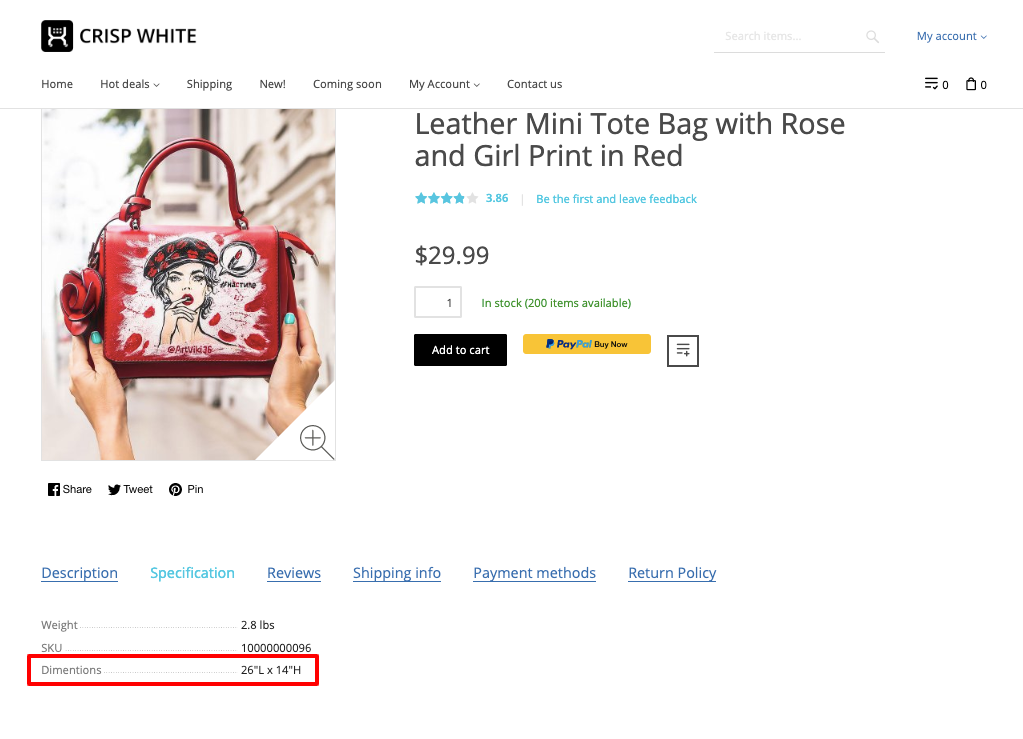 CRISP WHITE
Search items...
My account
Home Hot deals Shipping New! Coming soon My Account Contact us 0 0
Leather Mini Tote Bag with Rose
and Girl Print in Red
3.86 Be the first and leave feedback
$29.99
1 In stock (200 items available)
Add to cart PayPal Buy Now
@ArtViki36
Share Tweet Pin
Description Specification Reviews Shipping info Payment methods Return Policy
Weight 2.8 lbs
SKU 10000000096
Dimentions 26"L x 14"H